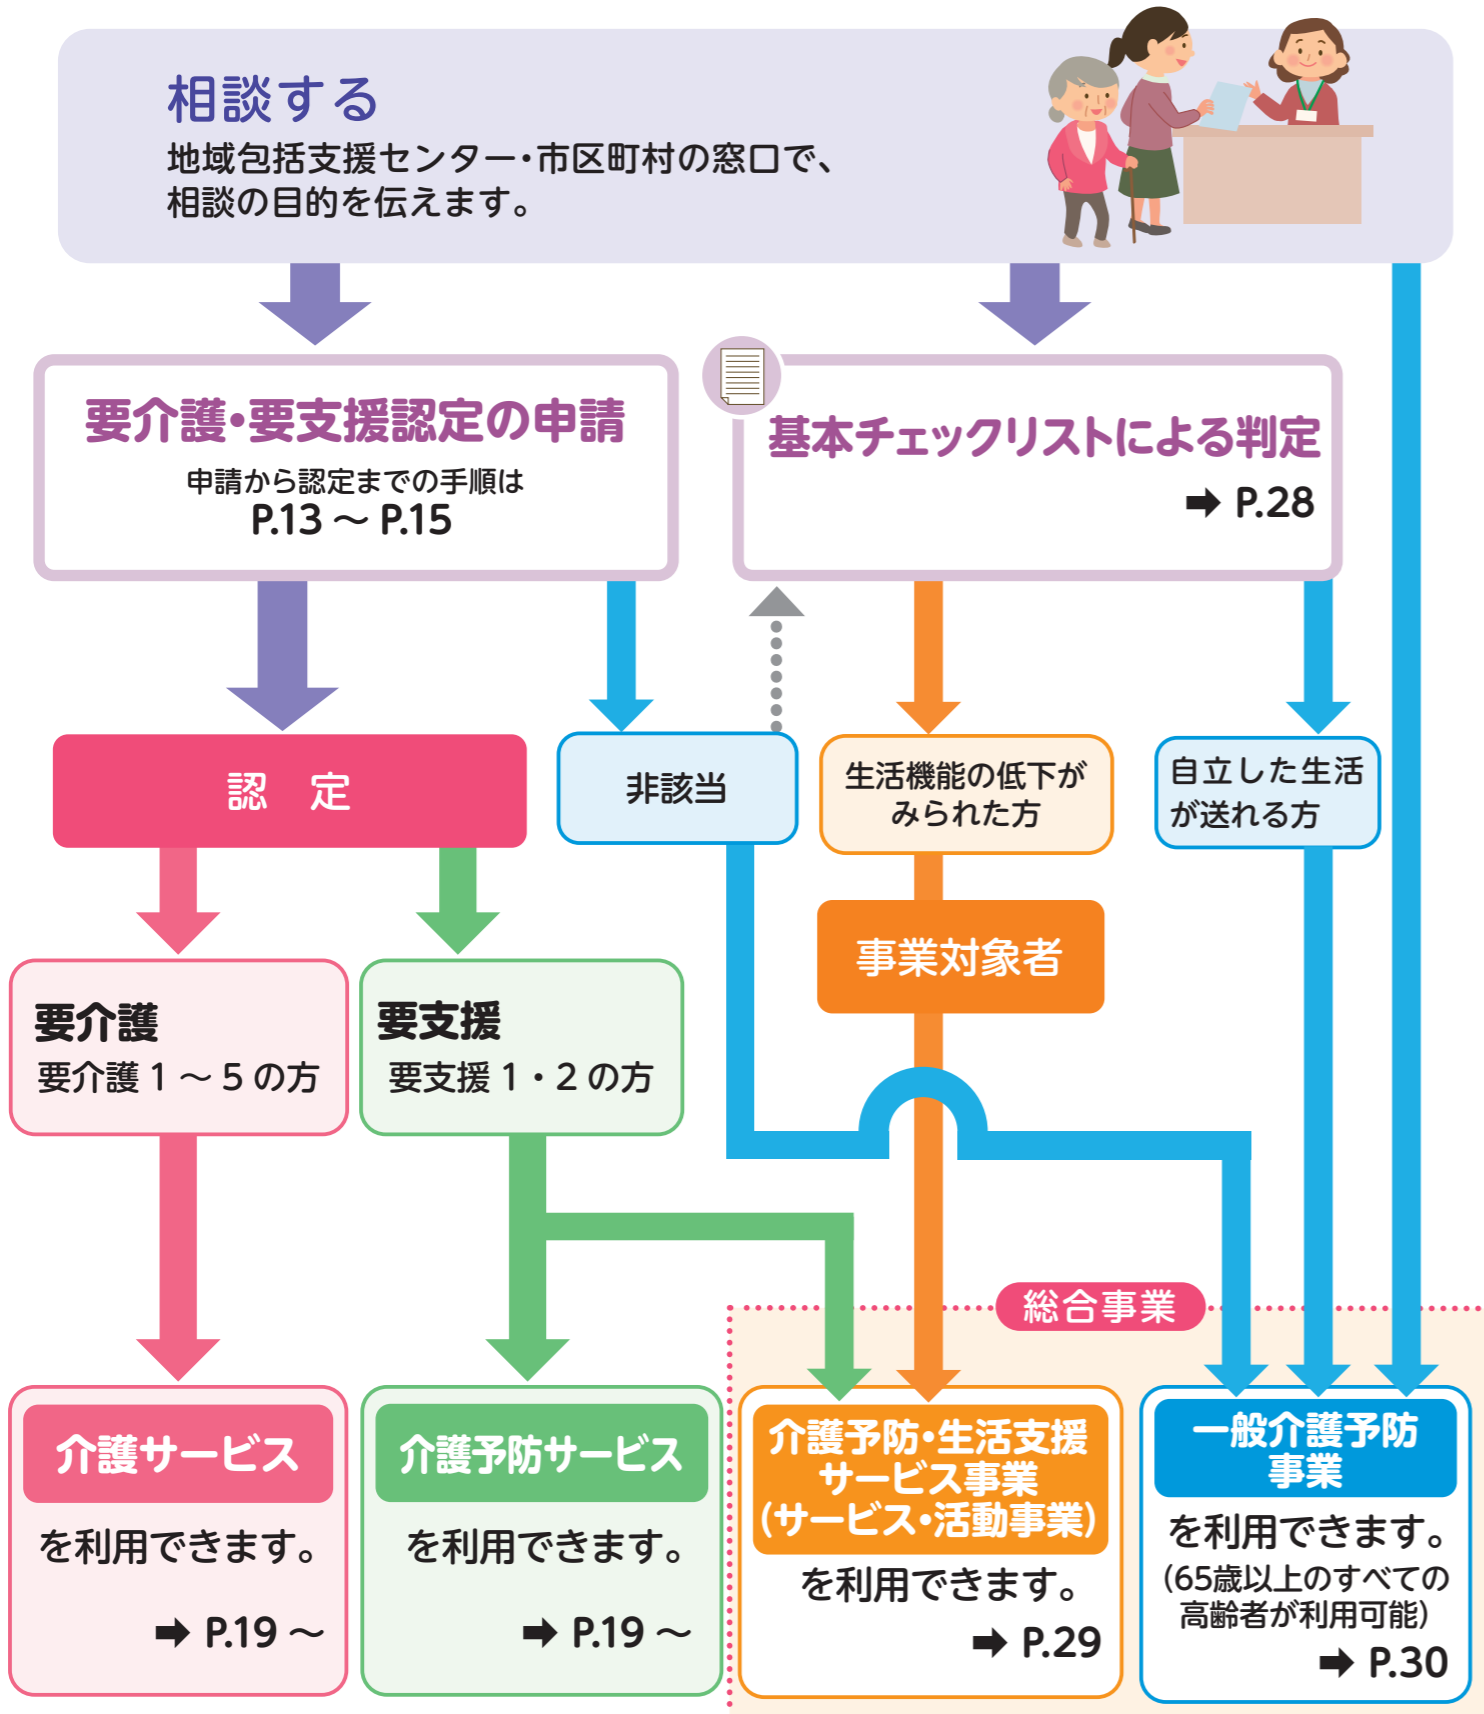 相談する
地域包括支援センター・市区町村の窓口で、
相談の目的を伝えます。
要介護・要支援認定の申請
申請から認定までの手順は
P.13 〜 P.15
基本チェックリストによる判定
➡ P.28
認　定
非該当
生活機能の低下が
みられた方
自立した生活
が送れる方
事業対象者
要介護
要介護 1 〜 5 の方
要支援
要支援 1・2 の方
総合事業
介護サービス
を利用できます。
➡ P.19 〜
介護予防サービス
を利用できます。
➡ P.19 〜
介護予防・生活支援
サービス事業
(サービス・活動事業)
を利用できます。
➡ P.29
一般介護予防
事業
を利用できます。
(65歳以上のすべての
高齢者が利用可能)
➡ P.30